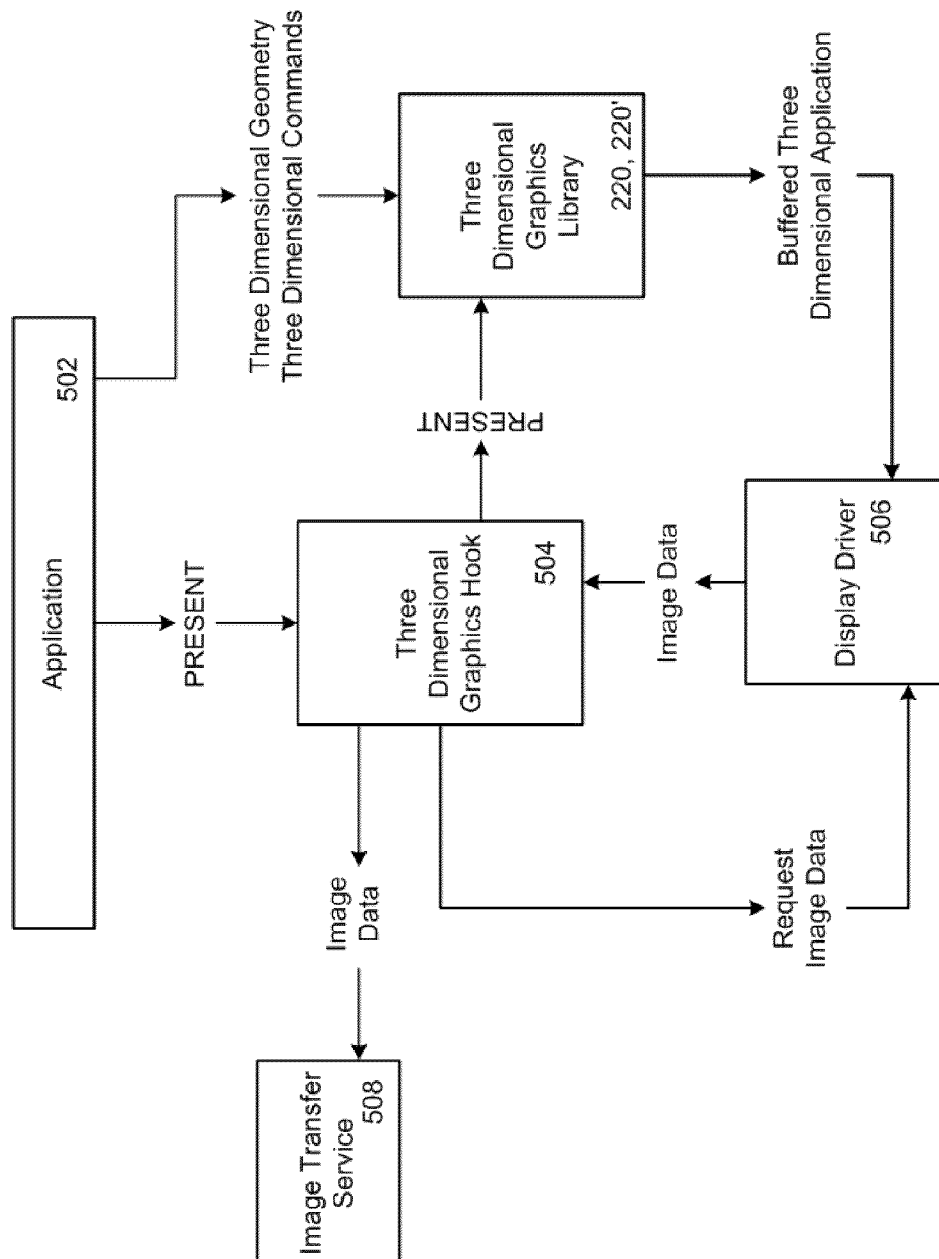 Application
502
PRESENT
Three Dimensional Geometry
Three Dimensional Commands
Three
Dimensional
Graphics Hook
504
PRESENT
Three
Dimensional
Graphics
Library
220, 220'
Image
Data
Image Transfer
Service
508
Request
Image Data
Image Data
Buffered Three
Dimensional Application
Display Driver
506